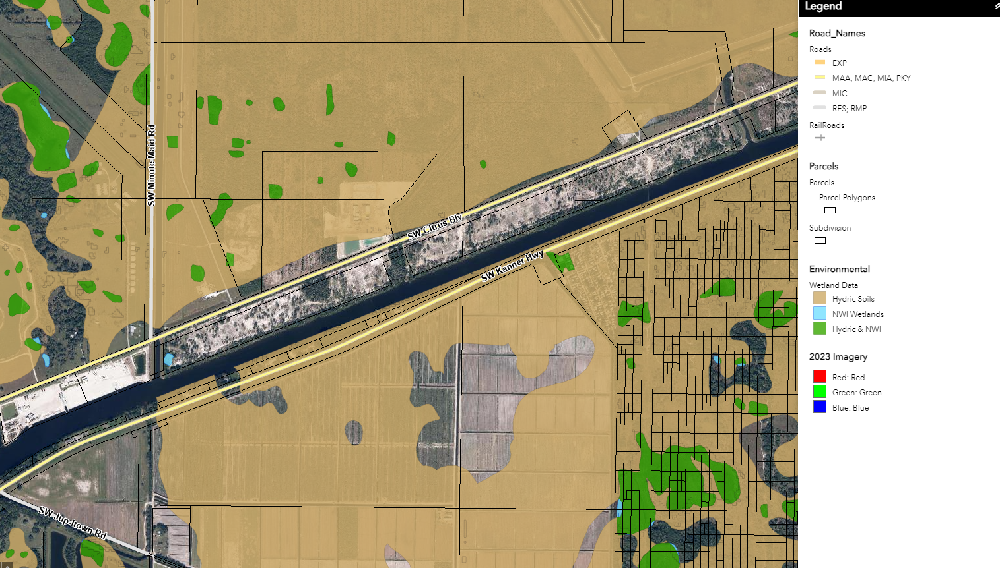 Legend
Road_Names
Roads
EXP
MAA; MAC; MIA; PKY
MIC
RES; RMP
RailRoads
Parcels
Parcels
Parcel Polygons
Subdivision
Environmental
Wetland Data
Hydric Soils
NWI Wetlands
Hydric & NWI
2023 Imagery
Red: Red
Green: Green
Blue: Blue
SW Minute Maid Rd
SW Citrus Blv
SW Kanner Hwy
SW Jup-Itown Rd